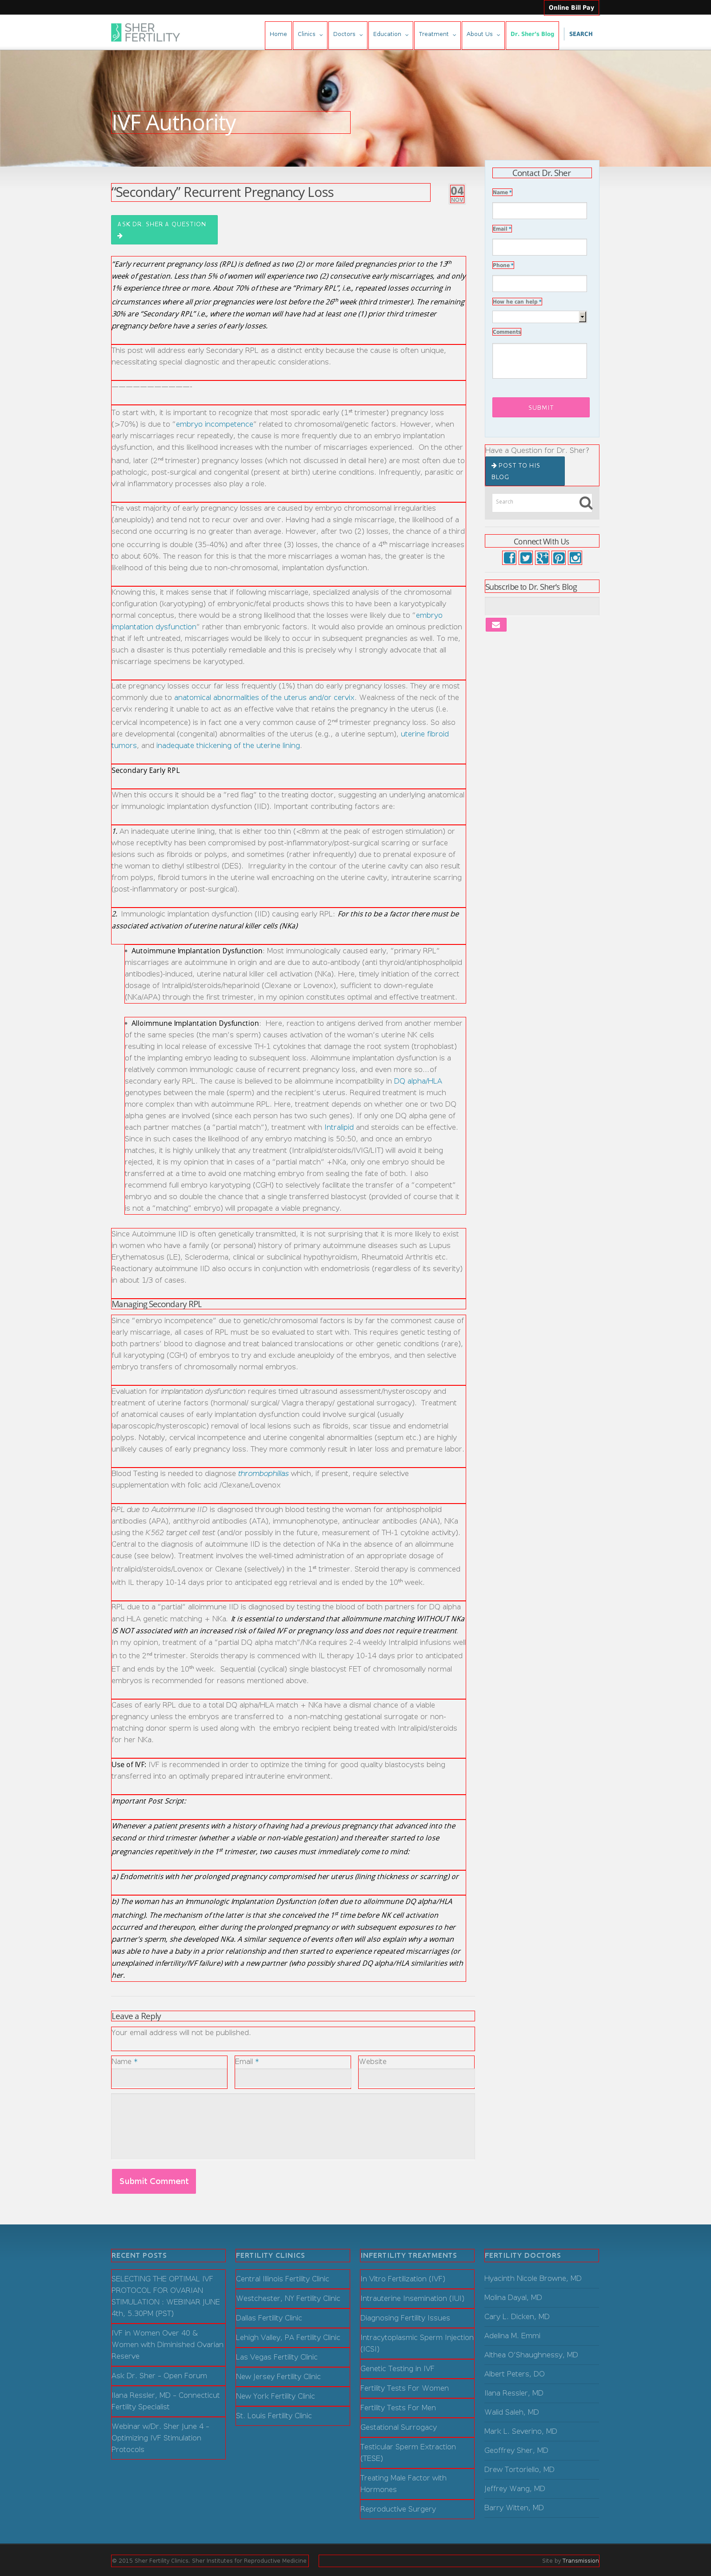 Online Bill Pay
SHER
FERTILITY
Home
Clinics
Doctors
Education
Treatment
About Us
Dr. Sher's Blog
SEARCH
IVF Authority
“Secondary” Recurrent Pregnancy Loss
04
NOV
ASK DR. SHER A QUESTION
"Early recurrent pregnancy loss (RPL) is defined as two (2) or more failed pregnancies prior to the 13th
week of gestation. Less than 5% of women will experience two (2) consecutive early miscarriages, and only
1% experience three or more. About 70% of these are “Primary RPL”, i.e., repeated losses occurring in
circumstances where all prior pregnancies were lost before the 26th week (third trimester). The remaining
30% are “Secondary RPL” i.e., where the woman will have had at least one (1) prior third trimester
pregnancy before have a series of early losses.
This post will address early Secondary RPL as a distinct entity because the cause is often unique,
necessitating special diagnostic and therapeutic considerations.
————————————-
To start with, it is important to recognize that most sporadic early (1st trimester) pregnancy loss
(>70%) is due to “embryo incompetence” related to chromosomal/genetic factors. However, when
early miscarriages recur repeatedly, the cause is more frequently due to an embryo implantation
dysfunction, and this likelihood increases with the number of miscarriages experienced.  On the other
hand, later (2nd trimester) pregnancy losses (which not discussed in detail here) are most often due to
pathologic, post-surgical and congenital (present at birth) uterine conditions. Infrequently, parasitic or
viral inflammatory processes also play a role.
The vast majority of early pregnancy losses are caused by chromosomal irregularities
(aneuploidy) and tend not to recur over and over. Having had a single miscarriage, the likelihood of a
second one occurring is no greater than average. However, after two (2) losses, the chance of a third
one occurring is double (35-40%) and after three (3) losses, the chance of a 4th miscarriage increases
to about 60%. The reason for this is that the more miscarriages a woman has, the greater is the
likelihood of this being due to non-chromosomal, implantation dysfunction.
Knowing this, it makes sense that if following miscarriage, specialized analysis of the chromosomal
configuration (karyotyping) of embryonic/fetal products shows this to have been a karyotypically
normal conceptus, there would be a strong likelihood that the losses were likely due to “embryo
implantation dysfunction” rather than embryonic factors. It would also provide an ominous prediction
that if left untreated, miscarriages would be likely to occur in subsequent pregnancies as well. To me,
such a disaster is thus potentially avoidable. This is precisely why I strongly advocate that all
miscarriage specimens be karyotyped.
Late pregnancy losses occur far less frequently (1%) than do early pregnancy losses. They are most
commonly due to anatomical abnormalities of the uterus and/or cervix. Weakness of the neck of the
cervix rendering it unable to act as an effective valve that retains the pregnancy in the uterus (i.e.
cervical incompetence) is in fact one a very common cause of 2nd trimester pregnancy loss. So also
are developmental (congenital) abnormalities of the uterus (e.g., a uterine septum), uterine fibroid
tumors, and inadequate thickening of the uterine lining.
Secondary Early RPL
When this occurs it should be a “red flag” to the treating doctor, suggesting an underlying anatomical
or immunologic implantation dysfunction (IID). Important contributing factors are:
1. An inadequate uterine lining, that is either too thin (<8mm at the peak of estrogen stimulation) or
whose receptivity has been compromised by post-inflammatory/post-surgical scarring or surface
lesions such as fibroids or polyps, and sometimes (rather infrequently) due to prenatal exposure of
the woman to diethyl stilbestrol (DES).  Irregularity in the contour of the uterine cavity can also result
from polyps, fibroid tumors in the uterine wall encroaching on the uterine cavity, intrauterine scarring
(post-inflammatory or post-surgical).
2.  Immunologic implantation dysfunction (IID) causing early RPL: For this to be a factor there must be
associated activation of uterine natural killer cells (NKa)
• Autoimmune Implantation Dysfunction: Most immunologically caused early, “primary RPL”
miscarriages are autoimmune in origin and are due to auto-antibody (anti thyroid/antiphospholipid
antibodies)-induced, uterine natural killer cell activation (NKa). Here, timely initiation of the correct
dosage of Intralipid/steroids/heparinoid (Clexane or Lovenox), sufficient to down-regulate
(NKa/APA) through the first trimester, in my opinion constitutes optimal and effective treatment.
• Alloimmune Implantation Dysfunction:  Here, reaction to antigens derived from another member
of the same species (the man’s sperm) causes activation of the woman’s uterine NK cells
resulting in local release of excessive TH-1 cytokines that damage the root system (trophoblast)
of the implanting embryo leading to subsequent loss. Alloimmune implantation dysfunction is a
relatively common immunologic cause of recurrent pregnancy loss, and even more so…of
secondary early RPL. The cause is believed to be alloimmune incompatibility in DQ alpha/HLA
genotypes between the male (sperm) and the recipient’s uterus. Required treatment is much
more complex than with autoimmune RPL. Here, treatment depends on whether one or two DQ
alpha genes are involved (since each person has two such genes). If only one DQ alpha gene of
each partner matches (a “partial match”), treatment with Intralipid and steroids can be effective.
Since in such cases the likelihood of any embryo matching is 50:50, and once an embryo
matches, it is highly unlikely that any treatment (Intralipid/steroids/IVIG/LIT) will avoid it being
rejected, it is my opinion that in cases of a “partial match” +NKa, only one embryo should be
transferred at a time to avoid one matching embryo from sealing the fate of both. I also
recommend full embryo karyotyping (CGH) to selectively facilitate the transfer of a “competent”
embryo and so double the chance that a single transferred blastocyst (provided of course that it
is not a “matching” embryo) will propagate a viable pregnancy.
Since Autoimmune IID is often genetically transmitted, it is not surprising that it is more likely to exist
in women who have a family (or personal) history of primary autoimmune diseases such as Lupus
Erythematosus (LE), Scleroderma, clinical or subclinical hypothyroidism, Rheumatoid Arthritis etc.
Reactionary autoimmune IID also occurs in conjunction with endometriosis (regardless of its severity)
in about 1/3 of cases.
Managing Secondary RPL
Since “embryo incompetence” due to genetic/chromosomal factors is by far the commonest cause of
early miscarriage, all cases of RPL must be so evaluated to start with. This requires genetic testing of
both partners’ blood to diagnose and treat balanced translocations or other genetic conditions (rare),
full karyotyping (CGH) of embryos to try and exclude aneuploidy of the embryos, and then selective
embryo transfers of chromosomally normal embryos.
Evaluation of implantation dysfunction requires timed ultrasound assessment/hysteroscopy and
treatment of uterine factors (hormonal/ surgical/ Viagra therapy/ gestational surrogacy).  Treatment
of anatomical causes of early implantation dysfunction could involve surgical (usually
laparoscopic/hysteroscopic) removal of local lesions such as fibroids, scar tissue and endometrial
polyps. Notably, cervical incompetence and uterine congenital abnormalities (septum etc.) are highly
unlikely causes of early pregnancy loss. They more commonly result in later loss and premature labor.
Blood Testing is needed to diagnose thrombophilias which, if present, require selective
supplementation with folic acid /Clexane/Lovenox
RPL due to Autoimmune IID is diagnosed through blood testing the woman for antiphospholipid
antibodies (APA), antithyroid antibodies (ATA), immunophenotype, antinuclear antibodies (ANA), NKa
using the K562 target cell test (and/or possibly in the future, measurement of TH-1 cytokine activity).
Central to the diagnosis of autoimmune IID is the detection of NKa in the absence of an alloimmune
cause (see below). Treatment involves the well-timed administration of an appropriate dosage of
Intralipid/steroids/Lovenox or Clexane (selectively) in the 1st trimester. Steroid therapy is commenced
with IL therapy 10-14 days prior to anticipated egg retrieval and is ended by the 10th week.
RPL due to a “partial” alloimmune IID is diagnosed by testing the blood of both partners for DQ alpha
and HLA genetic matching + NKa. It is essential to understand that alloimmune matching WITHOUT NKa
IS NOT associated with an increased risk of failed IVF or pregnancy loss and does not require treatment.
In my opinion, treatment of a “partial DQ alpha match”/NKa requires 2-4 weekly Intralipid infusions well
in to the 2nd trimester. Steroids therapy is commenced with IL therapy 10-14 days prior to anticipated
ET and ends by the 10th week.  Sequential (cyclical) single blastocyst FET of chromosomally normal
embryos is recommended for reasons mentioned above.
Cases of early RPL due to a total DQ alpha/HLA match + NKa have a dismal chance of a viable
pregnancy unless the embryos are transferred to  a non-matching gestational surrogate or non-
matching donor sperm is used along with  the embryo recipient being treated with Intralipid/steroids
for her NKa.
Use of IVF: IVF is recommended in order to optimize the timing for good quality blastocysts being
transferred into an optimally prepared intrauterine environment.
Important Post Script:
Whenever a patient presents with a history of having had a previous pregnancy that advanced into the
second or third trimester (whether a viable or non-viable gestation) and thereafter started to lose
pregnancies repetitively in the 1st trimester, two causes must immediately come to mind:
a) Endometritis with her prolonged pregnancy compromised her uterus (lining thickness or scarring) or
b) The woman has an Immunologic Implantation Dysfunction (often due to alloimmune DQ alpha/HLA
matching). The mechanism of the latter is that she conceived the 1st time before NK cell activation
occurred and thereupon, either during the prolonged pregnancy or with subsequent exposures to her
partner’s sperm, she developed NKa. A similar sequence of events often will also explain why a woman
was able to have a baby in a prior relationship and then started to experience repeated miscarriages (or
unexplained infertility/IVF failure) with a new partner (who possibly shared DQ alpha/HLA similarities with
her.
Leave a Reply
Your email address will not be published.
Name *
Email *
Website
Submit Comment
Contact Dr. Sher
Name *
Email *
Phone *
How he can help *
Comments
SUBMIT
Have a Question for Dr. Sher?
POST TO HIS
BLOG
Search
Connect With Us
Subscribe to Dr. Sher's Blog
RECENT POSTS
SELECTING THE OPTIMAL IVF
PROTOCOL FOR OVARIAN
STIMULATION : WEBINAR JUNE
4th, 5.30PM (PST)
IVF in Women Over 40 &
Women with Diminished Ovarian
Reserve
Ask Dr. Sher – Open Forum
Ilana Ressler, MD – Connecticut
Fertility Specialist
Webinar w/Dr. Sher June 4 –
Optimizing IVF Stimulation
Protocols
FERTILITY CLINICS
Central Illinois Fertility Clinic
Westchester, NY Fertility Clinic
Dallas Fertility Clinic
Lehigh Valley, PA Fertility Clinic
Las Vegas Fertility Clinic
New Jersey Fertility Clinic
New York Fertility Clinic
St. Louis Fertility Clinic
INFERTILITY TREATMENTS
In Vitro Fertilization (IVF)
Intrauterine Insemination (IUI)
Diagnosing Fertility Issues
Intracytoplasmic Sperm Injection
(ICSI)
Genetic Testing in IVF
Fertility Tests For Women
Fertility Tests For Men
Gestational Surrogacy
Testicular Sperm Extraction
(TESE)
Treating Male Factor with
Hormones
Reproductive Surgery
FERTILITY DOCTORS
Hyacinth Nicole Browne, MD
Molina Dayal, MD
Cary L. Dicken, MD
Adelina M. Emmi
Althea O'Shaughnessy, MD
Albert Peters, DO
Ilana Ressler, MD
Walid Saleh, MD
Mark L. Severino, MD
Geoffrey Sher, MD
Drew Tortoriello, MD
Jeffrey Wang, MD
Barry Witten, MD
© 2015 Sher Fertility Clinics. Sher Institutes for Reproductive Medicine
Site by Transmission